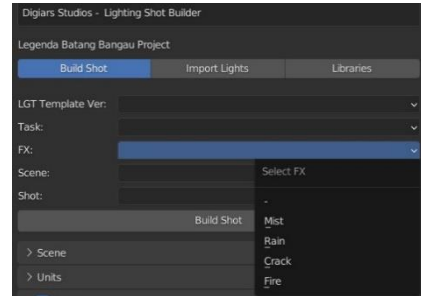 Digiars Studios - Lighting Shot Builder
Legenda Batang Bangau Project
Build Shot Import Lights Libraries
LGT Template Ver:
Task:
FX:
Scene:
Shot:
Select FX
-
Mist
Rain
Crack
Fire
Build Shot
> Scene
> Units